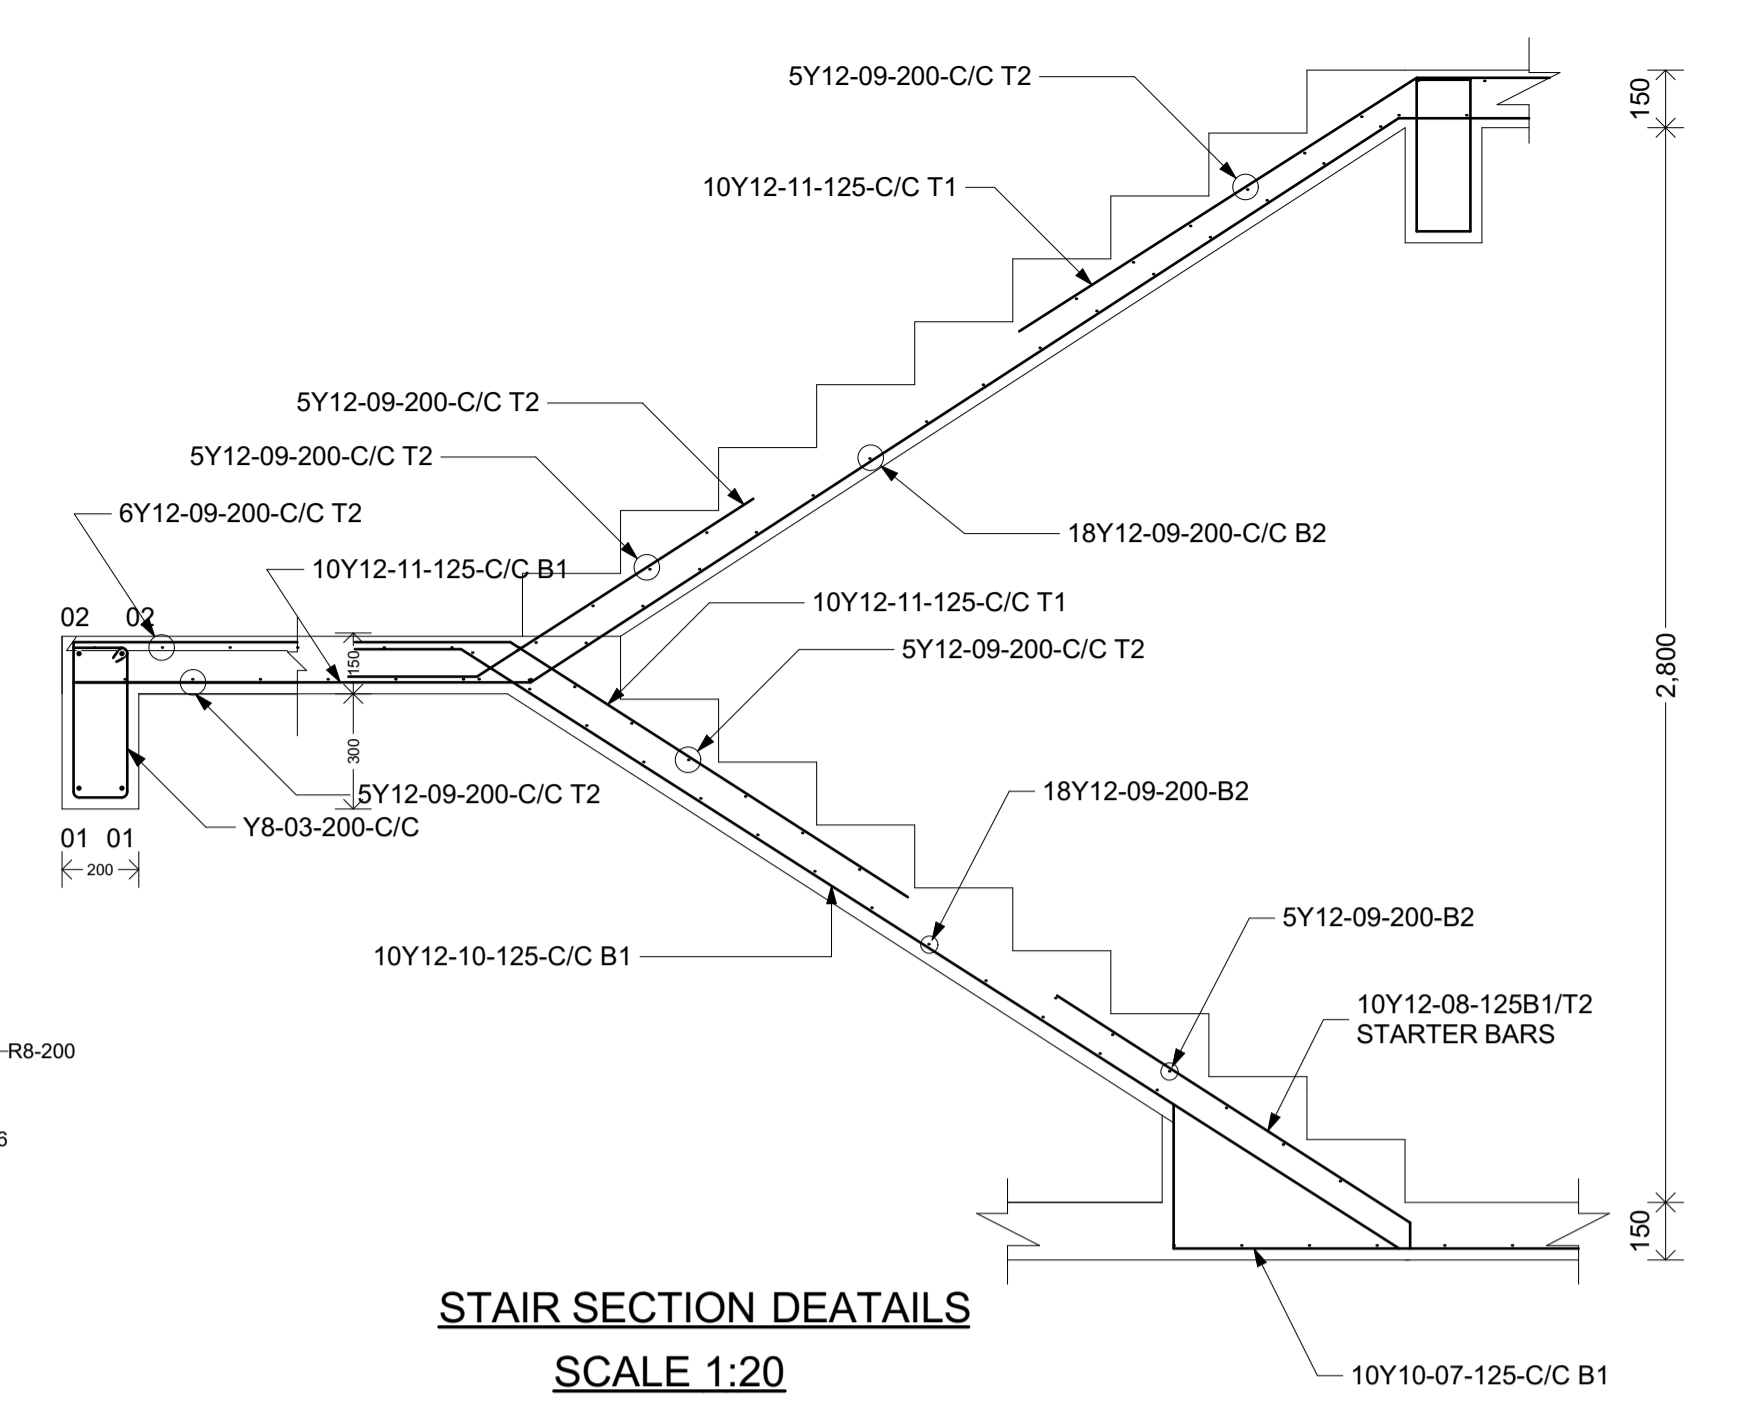 5Y12-09-200-C/C T2
150
10Y12-11-125-C/C T1
5Y12-09-200-C/C T2
5Y12-09-200-C/C T2
6Y12-09-200-C/C T2
18Y12-09-200-C/C B2
10Y12-11-125-C/C B1
10Y12-11-125-C/C T1
02 02
5Y12-09-200-C/C T2
150
2,800
300
5Y12-09-200-C/C T2
18Y12-09-200-B2
Y8-03-200-C/C
01 01
200
5Y12-09-200-B2
10Y12-10-125-C/C B1
10Y12-08-125B1/T2
STARTER BARS
R8-200
6
150
STAIR SECTION DEATAILS
SCALE 1:20
10Y10-07-125-C/C B1